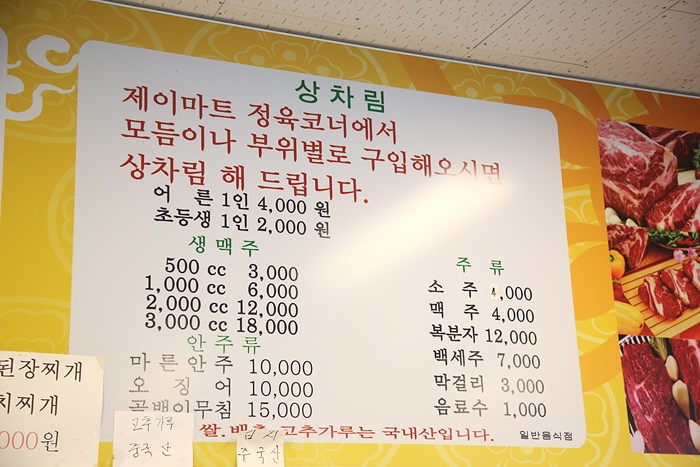 상차림
제이마트 정육코너에서
모듬이나 부위별로 구입해오시면
상차림 해 드립니다.
어 른 1인 4,000 원
초등생 1인 2,000 원
생맥주
500 cc 3,000
1,000 cc 6,000
2,000 cc 12,000
3,000 cc 18,000
안주류
마른안주 10,000
오 징 어 10,000
골뱅이무침 15,000
주 류
소 주 4,000
맥 주 4,000
복분자 12,000
백세주 7,000
막걸리 3,000
음료수 1,000
쌀. 배추, 고추가루는 국내산입니다.
일반음식점
된장찌개
치찌개
000원
고추가루
중국산
중국산